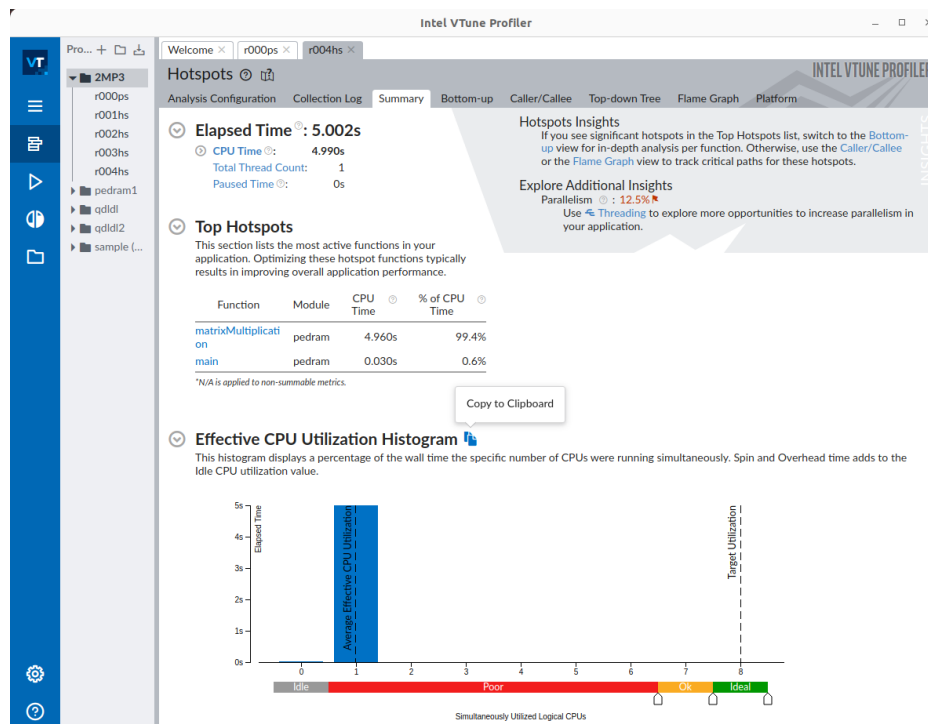 Intel VTune Profiler
VT
Pro...
2MP3
r000ps
r001hs
r002hs
r003hs
r004hs
pedram1
qdldl
qdldl2
sample (...
Welcome
r000ps
r004hs
Hotspots
INTEL VTUNE PROFILER
INSIGHTS
Analysis Configuration Collection Log Summary Bottom-up Caller/Callee Top-down Tree Flame Graph Platform
Elapsed Time : 5.002s
CPU Time : 4.990s
Total Thread Count: 1
Paused Time : 0s
Hotspots Insights
If you see significant hotspots in the Top Hotspots list, switch to the Bottom-
up view for in-depth analysis per function. Otherwise, use the Caller/Callee
or the Flame Graph view to track critical paths for these hotspots.
Explore Additional Insights
Parallelism : 12.5%
Use Threading to explore more opportunities to increase parallelism in
your application.
Top Hotspots
This section lists the most active functions in your
application. Optimizing these hotspot functions typically
results in improving overall application performance.
Function Module CPU Time % of CPU Time
matrixMultiplicati
on pedram 4.960s 99.4%
main pedram 0.030s 0.6%
*N/A is applied to non-summable metrics.
Copy to Clipboard
Effective CPU Utilization Histogram
This histogram displays a percentage of the wall time the specific number of CPUs were running simultaneously. Spin and Overhead time adds to the
Idle CPU utilization value.
Elapsed Time
5s
4s
3s
2s
1s
0s
Average Effective CPU Utilization
Target Utilization
0 1 2 3 4 5 6 7 8
Idle Poor Ok Ideal
Simultaneously Utilized Logical CPUs